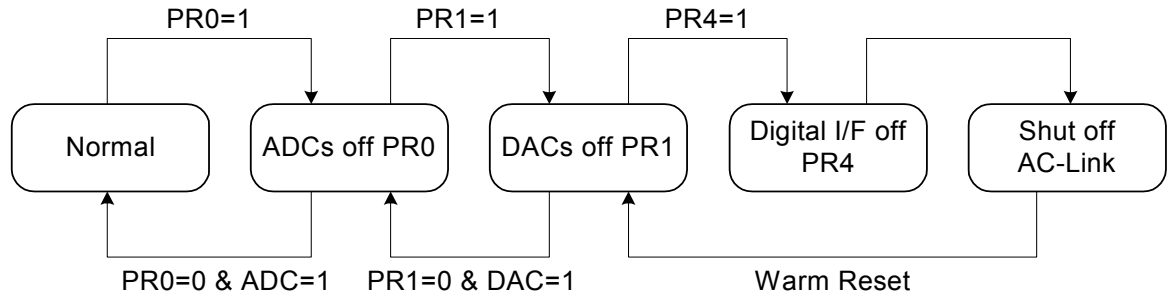 PR0=1
PR1=1
PR4=1
Normal
ADCs off PR0
DACs off PR1
Digital I/F off
PR4
Shut off
AC-Link
PR0=0 & ADC=1
PR1=0 & DAC=1
Warm Reset